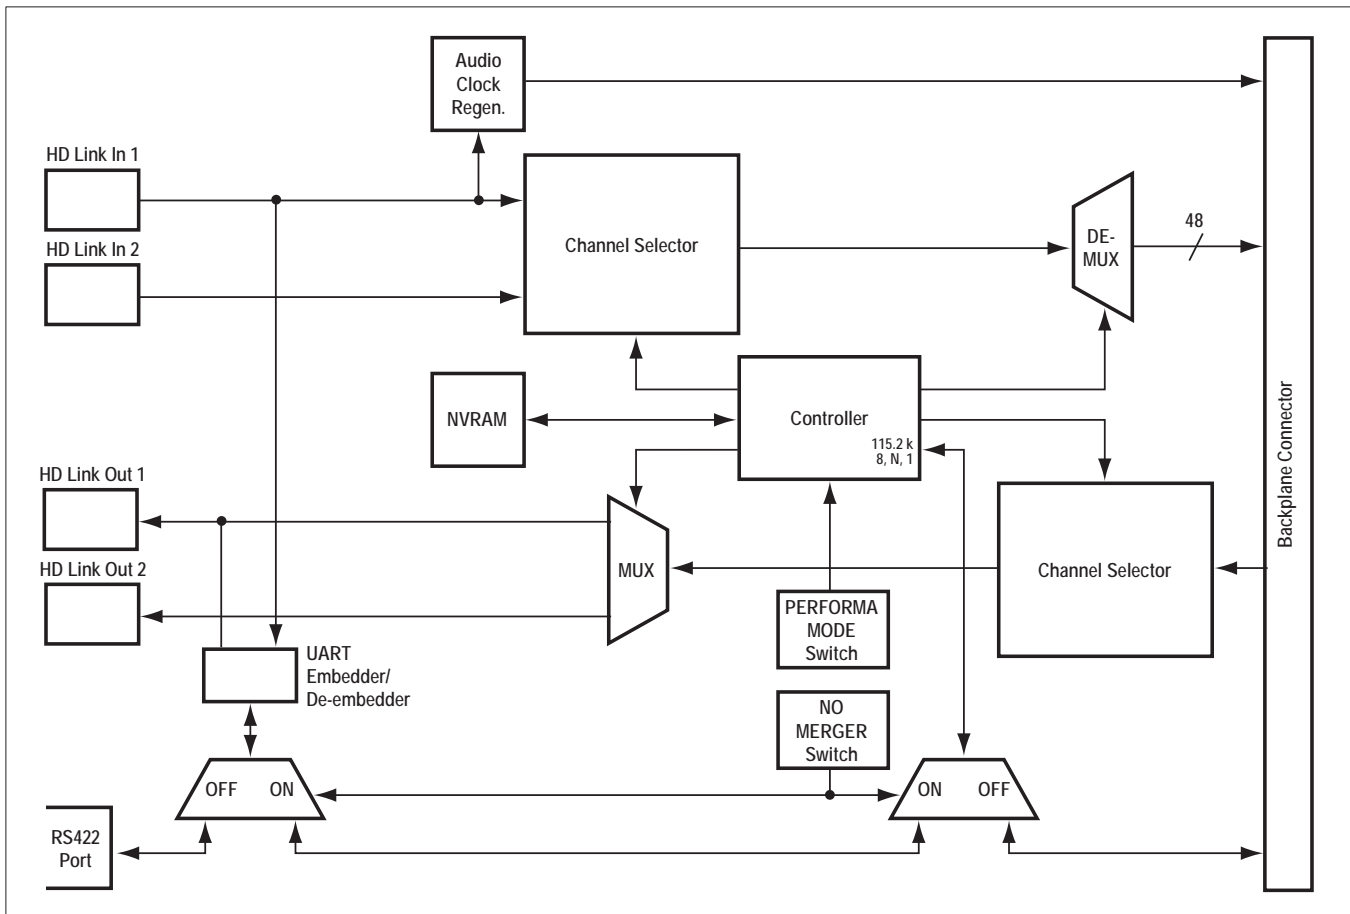 Audio
Clock
Regen.
HD Link In 1
HD Link In 2
Channel Selector
DE-
MUX
48
NVRAM
Controller
115.2 k
8, N, 1
Backplane Connector
HD Link Out 1
HD Link Out 2
MUX
Channel Selector
PERFORMA
MODE
Switch
UART
Embedder/
De-embedder
NO
MERGER
Switch
OFF ON
ON OFF
RS422
Port